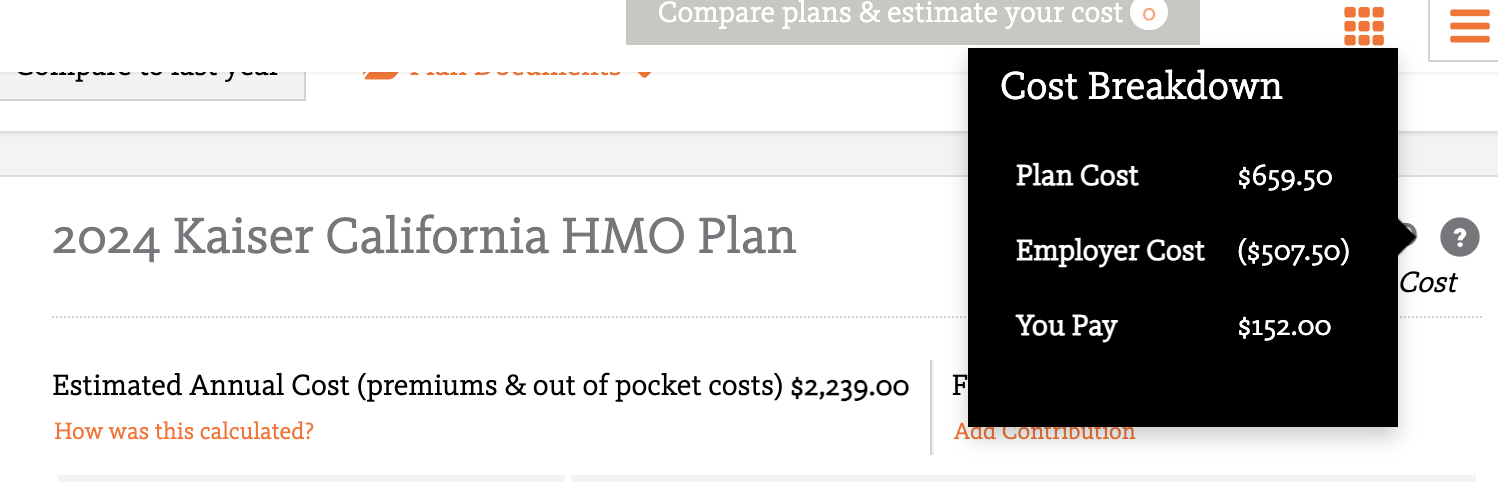 Compare plans & estimate your cost 0
Compare to last year
Plan Documents
Cost Breakdown
Plan Cost $659.50
Employer Cost ($507.50)
You Pay $152.00
2024 Kaiser California HMO Plan
?
Cost
Estimated Annual Cost (premiums & out of pocket costs) $2,239.00
F
How was this calculated?
Add Contribution